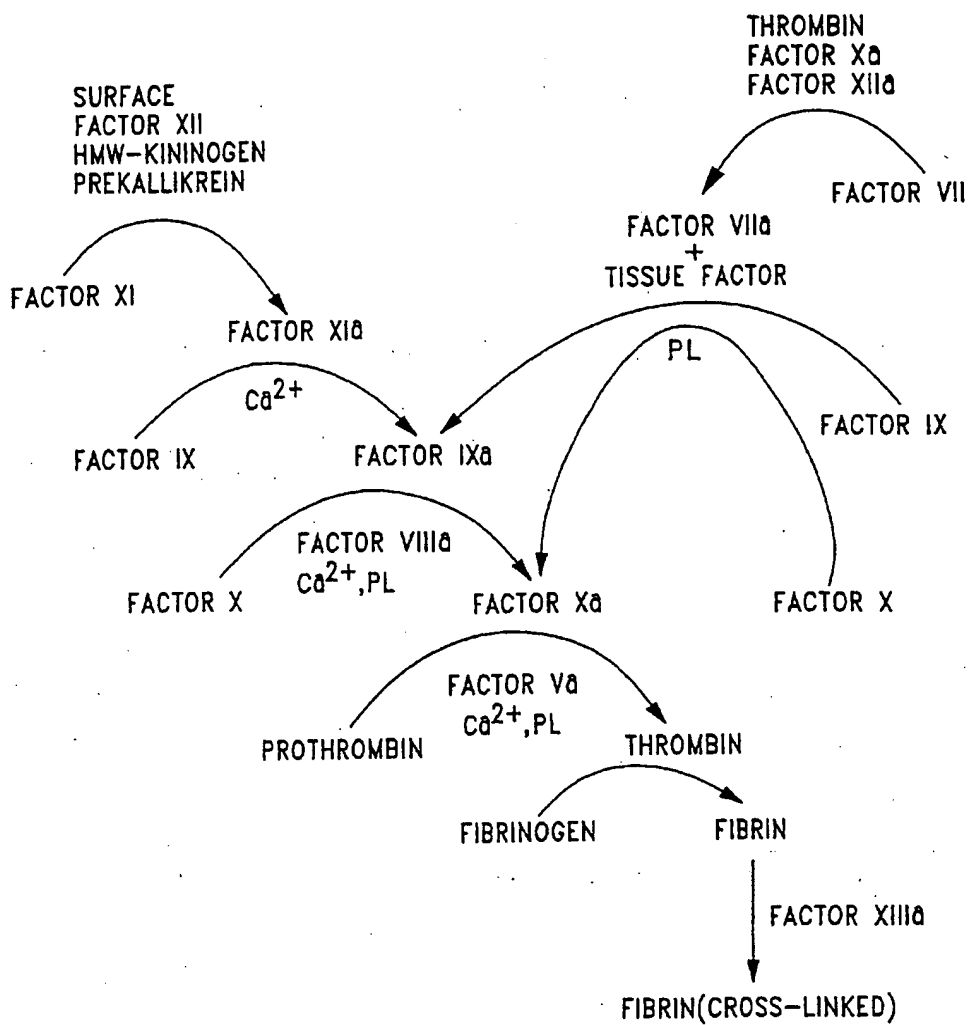 THROMBIN
FACTOR Xa
FACTOR XIIa
SURFACE
FACTOR XII
HMW-KININOGEN
PREKALLIKREIN
FACTOR VII
FACTOR VIIa
+
TISSUE FACTOR
FACTOR XI
FACTOR XIa
PL
Ca2+
FACTOR IX
FACTOR IX
FACTOR IXa
FACTOR VIIIa
Ca2+,PL
FACTOR X
FACTOR Xa
FACTOR X
FACTOR Va
Ca2+,PL
PROTHROMBIN
THROMBIN
FIBRINOGEN
FIBRIN
FACTOR XIIIa
FIBRIN(CROSS-LINKED)